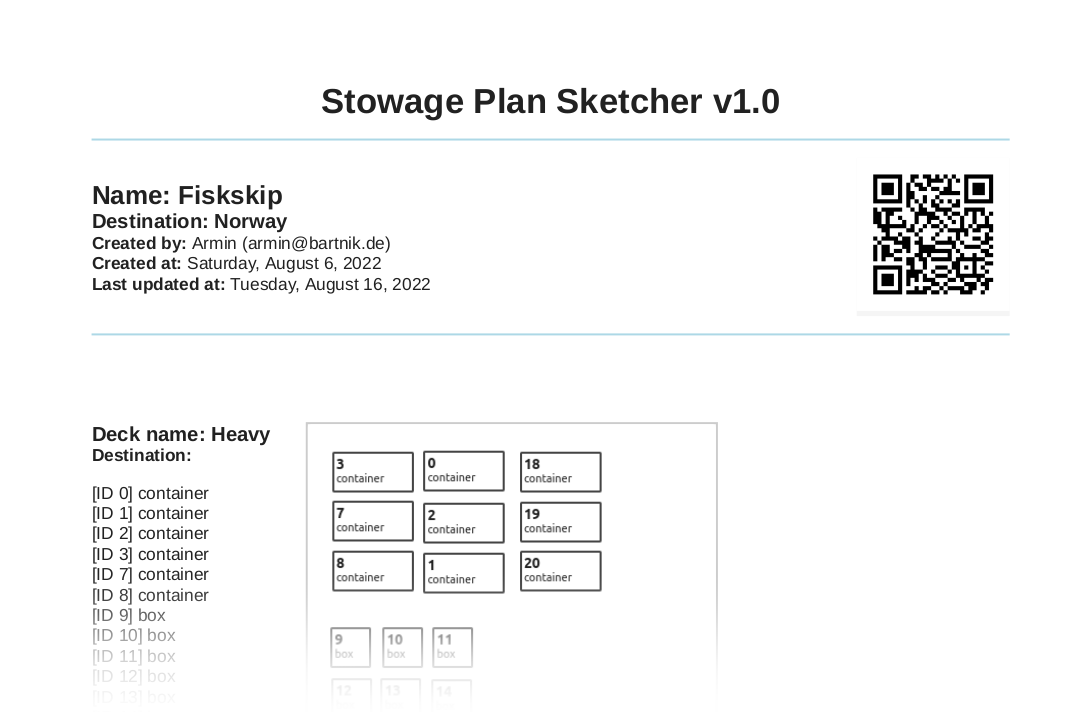 Stowage Plan Sketcher v1.0
Name: Fiskskip
Destination: Norway
Created by: Armin (armin@bartnik.de)
Created at: Saturday, August 6, 2022
Last updated at: Tuesday, August 16, 2022
Deck name: Heavy
Destination:
[ID 0] container
[ID 1] container
[ID 2] container
[ID 3] container
[ID 7] container
[ID 8] container
[ID 9] box
[ID 10] box
[ID 11] box
[ID 12] box
[ID 13] box
3 0 18
container container container
7 2 19
container container container
8 1 20
container container container
9 10 11
box box box
12 13 14